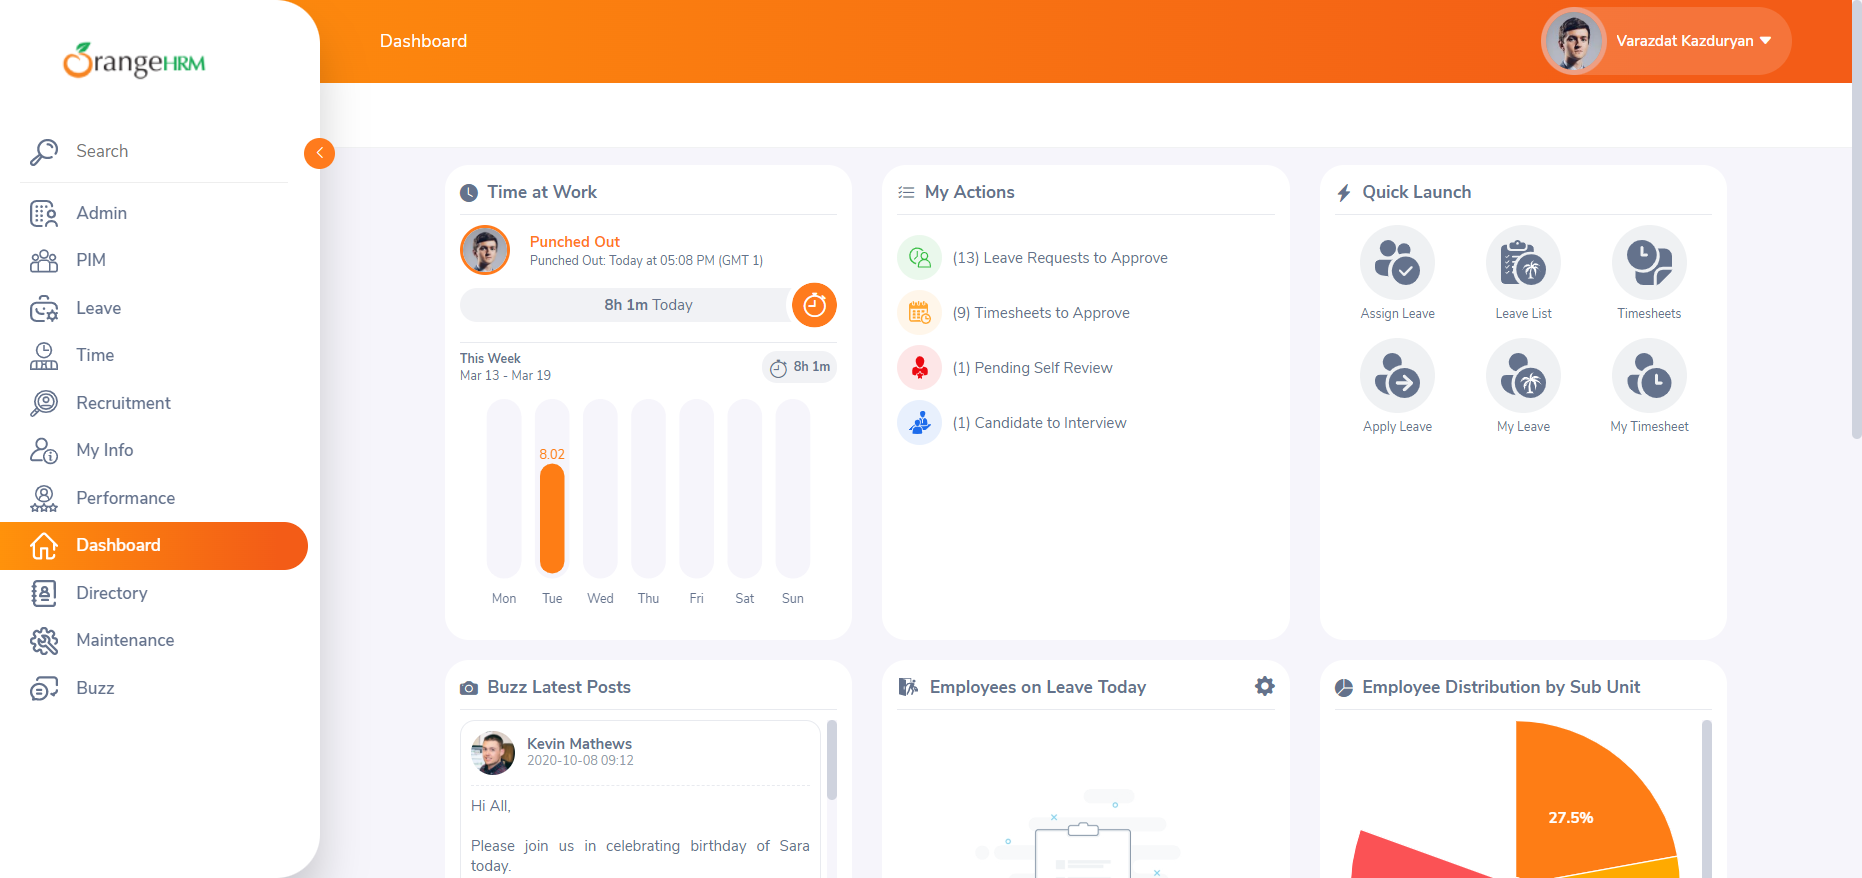 OrangeHRM
Dashboard
Varazdat Kazduryan
Search
Admin
PIM
Leave
Time
Recruitment
My Info
Performance
Dashboard
Directory
Maintenance
Buzz
Time at Work
Punched Out
Punched Out: Today at 05:08 PM (GMT 1)
8h 1m Today
This Week
Mar 13 - Mar 19
8h 1m
8.02
Mon Tue Wed Thu Fri Sat Sun
My Actions
(13) Leave Requests to Approve
(9) Timesheets to Approve
(1) Pending Self Review
(1) Candidate to Interview
Quick Launch
Assign Leave Leave List Timesheets
Apply Leave My Leave My Timesheet
Buzz Latest Posts
Kevin Mathews
2020-10-08 09:12
Hi All,
Please join us in celebrating birthday of Sara
today.
Employees on Leave Today
Employee Distribution by Sub Unit
27.5%